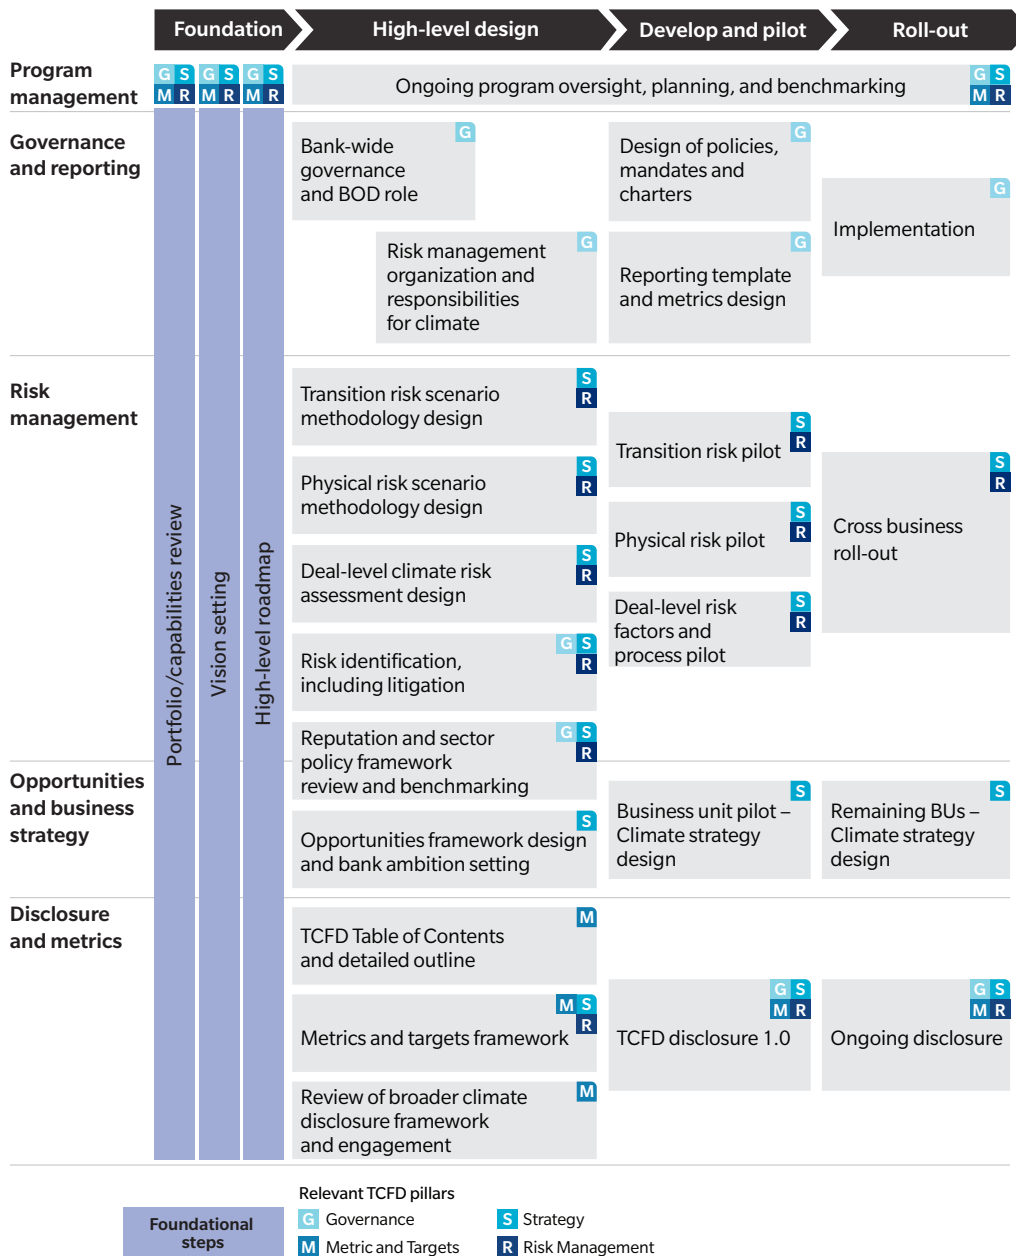 Foundation
High-level design
Develop and pilot
Roll-out
Program
management
G S
M R
G S
M R
G S
M R
Ongoing program oversight, planning, and benchmarking
G S
M R
Governance
and reporting
Bank-wide
governance
and BOD role
G
Risk management
organization and
responsibilities
for climate
G
Design of policies,
mandates and
charters
G
Reporting template
and metrics design
G
Implementation
G
Risk
management
Transition risk scenario
methodology design
S
R
Physical risk scenario
methodology design
S
R
Deal-level climate risk
assessment design
S
R
Risk identification,
including litigation
G S
R
Reputation and sector
policy framework
review and benchmarking
G S
R
Transition risk pilot
S
R
Physical risk pilot
S
R
Deal-level risk
factors and
process pilot
S
R
Cross business
roll-out
S
R
Portfolio/capabilities review
Vision setting
High-level roadmap
Opportunities
and business
strategy
Opportunities framework design
and bank ambition setting
S
Business unit pilot –
Climate strategy
design
S
Remaining BUs –
Climate strategy
design
S
Disclosure
and metrics
TCFD Table of Contents
and detailed outline
M
Metrics and targets framework
M S
R
Review of broader climate
disclosure framework
and engagement
M
TCFD disclosure 1.0
G S
M R
Ongoing disclosure
G S
M R
Foundational
steps
Relevant TCFD pillars
G Governance
S Strategy
M Metric and Targets
R Risk Management